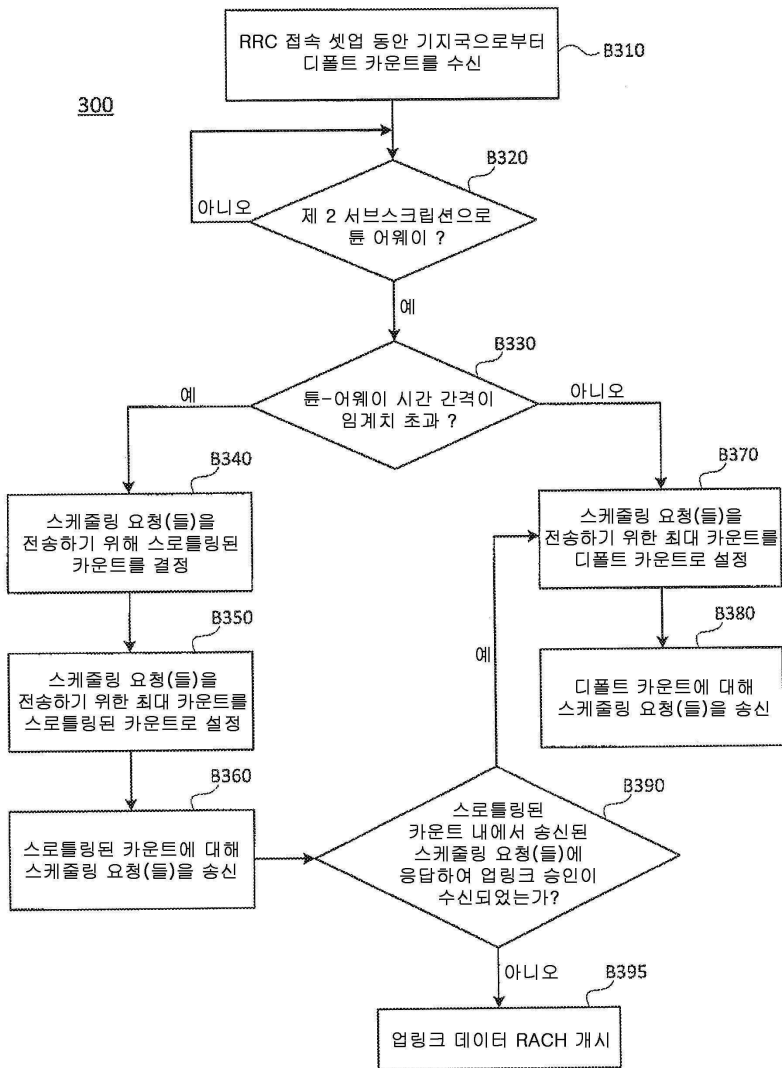 RRC 접속 셋업 동안 기지국으로부터
디폴트 카운트를 수신
B310
300
B320
아니오
제 2 서브스크립션으로
튠 어웨이 ?
예
B330
예
튠-어웨이 시간 간격이
임계치 초과 ?
아니오
B340
스케줄링 요청(들)을
전송하기 위해 스로틀링된
카운트를 결정
B370
스케줄링 요청(들)을
전송하기 위한 최대 카운트를
디폴트 카운트로 설정
B350
스케줄링 요청(들)을
전송하기 위한 최대 카운트를
스로틀링된 카운트로 설정
예
B380
디폴트 카운트에 대해
스케줄링 요청(들)을 송신
B360
스로틀링된 카운트에 대해
스케줄링 요청(들)을 송신
B390
스로틀링된
카운트 내에서 송신된
스케줄링 요청(들)에
응답하여 업링크 승인이
수신되었는가?
아니오
B395
업링크 데이터 RACH 개시